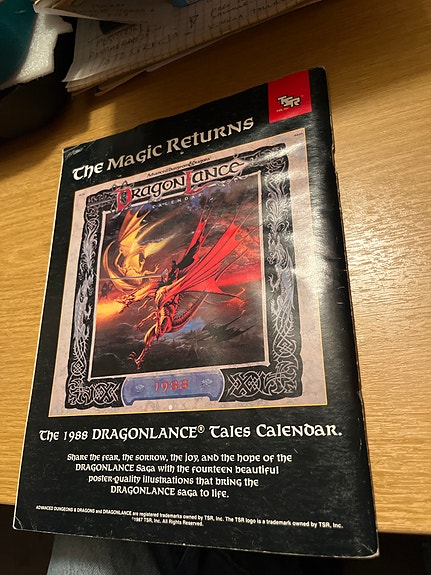 TSR
The Magic Returns
Advanced Dungeons & Dragons
DRAGONLANCE
CALENDAR
1988
The 1988 DRAGONLANCE® Tales Calendar.
Share the fear, the sorrow, the joy, and the hope of the
DRAGONLANCE Saga with the fourteen beautiful
poster-quality illustrations that bring the
DRAGONLANCE saga to life.
ADVANCED DUNGEONS & DRAGONS and DRAGONLANCE are registered trademarks owned by TSR, Inc. The TSR logo is a trademark owned by TSR, Inc.
©1987 TSR, Inc. All Rights Reserved.